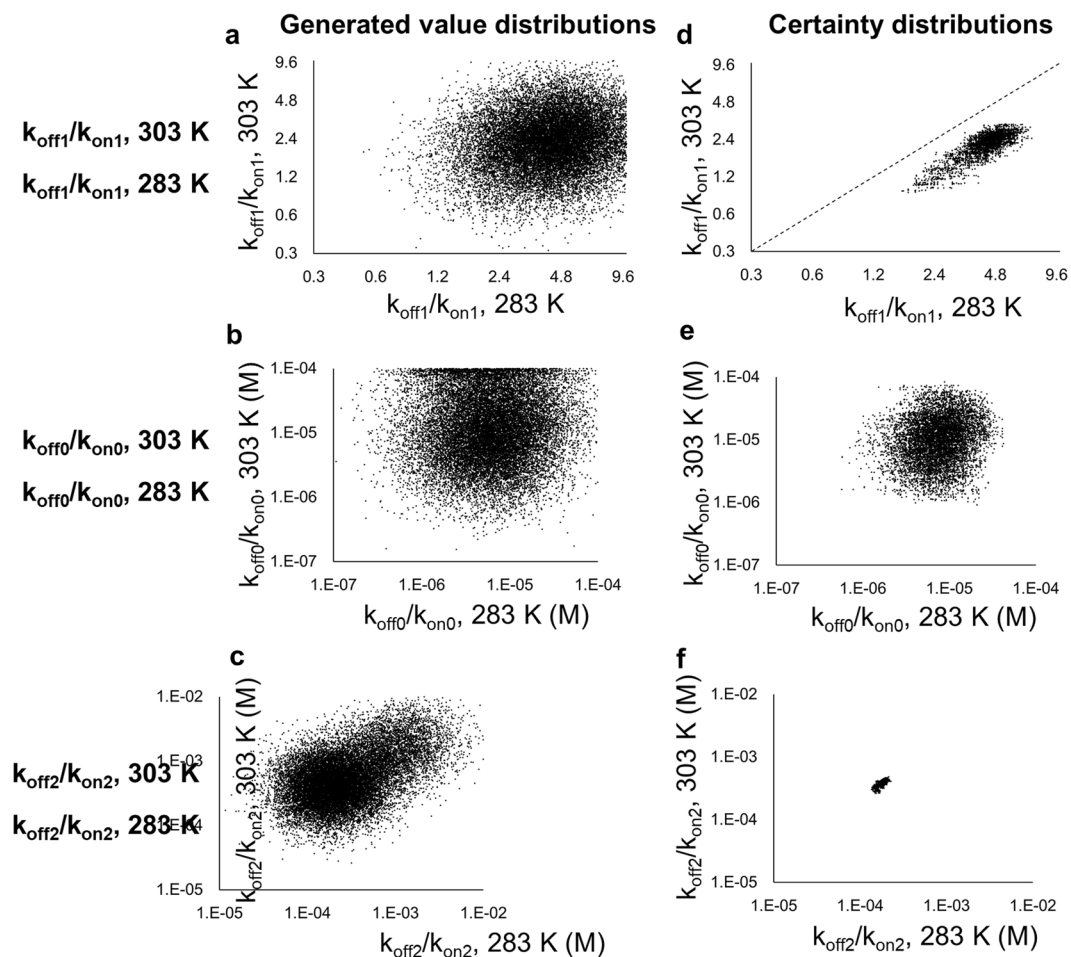 Generated value distributions
Certainty distributions
koff1/kon1, 303 K
koff1/kon1, 283 K
a
koff1/kon1, 303 K
9.6
4.8
2.4
1.2
0.6
0.3
0.3 0.6 1.2 2.4 4.8 9.6
koff1/kon1, 283 K
d
koff1/kon1, 303 K
9.6
4.8
2.4
1.2
0.6
0.3
0.3 0.6 1.2 2.4 4.8 9.6
koff1/kon1, 283 K
koff0/kon0, 303 K
koff0/kon0, 283 K
b
koff0/kon0, 303 K (M)
1.E-04
1.E-05
1.E-06
1.E-07
1.E-07 1.E-06 1.E-05 1.E-04
koff0/kon0, 283 K (M)
e
koff0/kon0, 303 K (M)
1.E-04
1.E-05
1.E-06
1.E-07
1.E-07 1.E-06 1.E-05 1.E-04
koff0/kon0, 283 K (M)
koff2/kon2, 303 K
koff2/kon2, 283 K
c
koff2/kon2, 303 K (M)
1.E-02
1.E-03
1.E-04
1.E-05
1.E-05 1.E-04 1.E-03 1.E-02
koff2/kon2, 283 K (M)
f
koff2/kon2, 303 K (M)
1.E-02
1.E-03
1.E-04
1.E-05
1.E-05 1.E-04 1.E-03 1.E-02
koff2/kon2, 283 K (M)